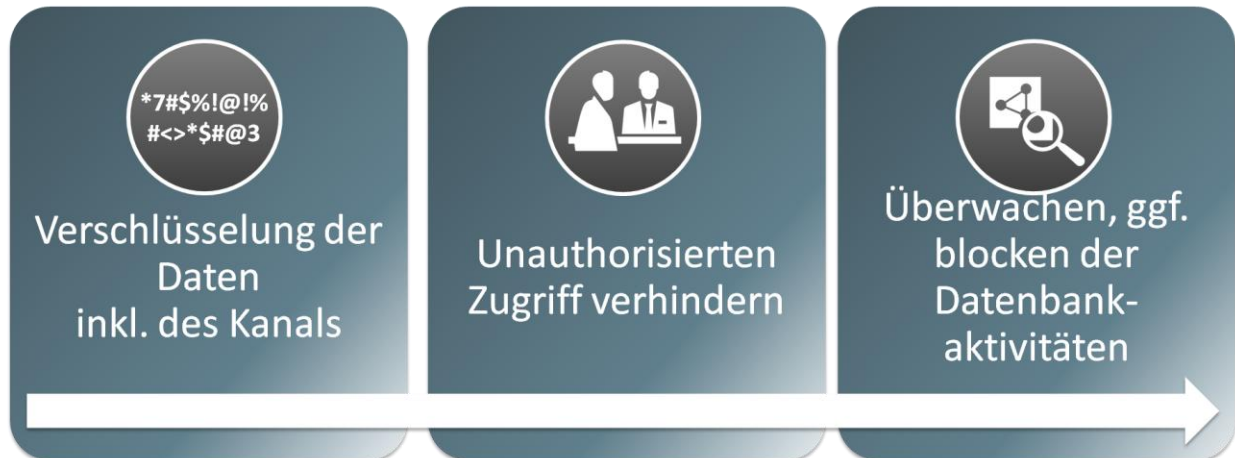 *7#$%!@!%
#<>*$#@3
Verschlüsselung der
Daten
inkl. des Kanals
Unauthorisierten
Zugriff verhindern
Überwachen, ggf.
blocken der
Datenbank-
aktivitäten